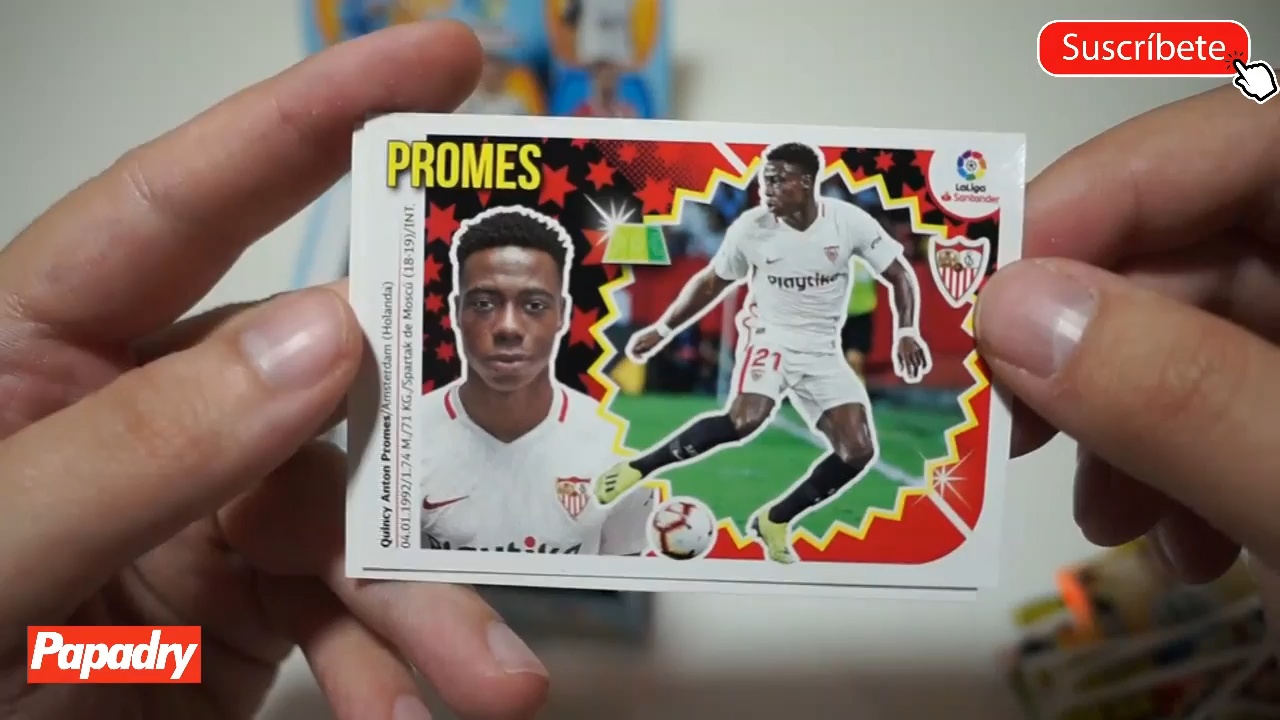 Suscríbete
PROMES
LaLiga
Santander
Quincy Anton Promes/Amsterdam (Holanda)
04.01.1992/1.74 M./71 KG./Spartak de Moscú (18-19)/INT.
playtika
21
playtika
Papadry